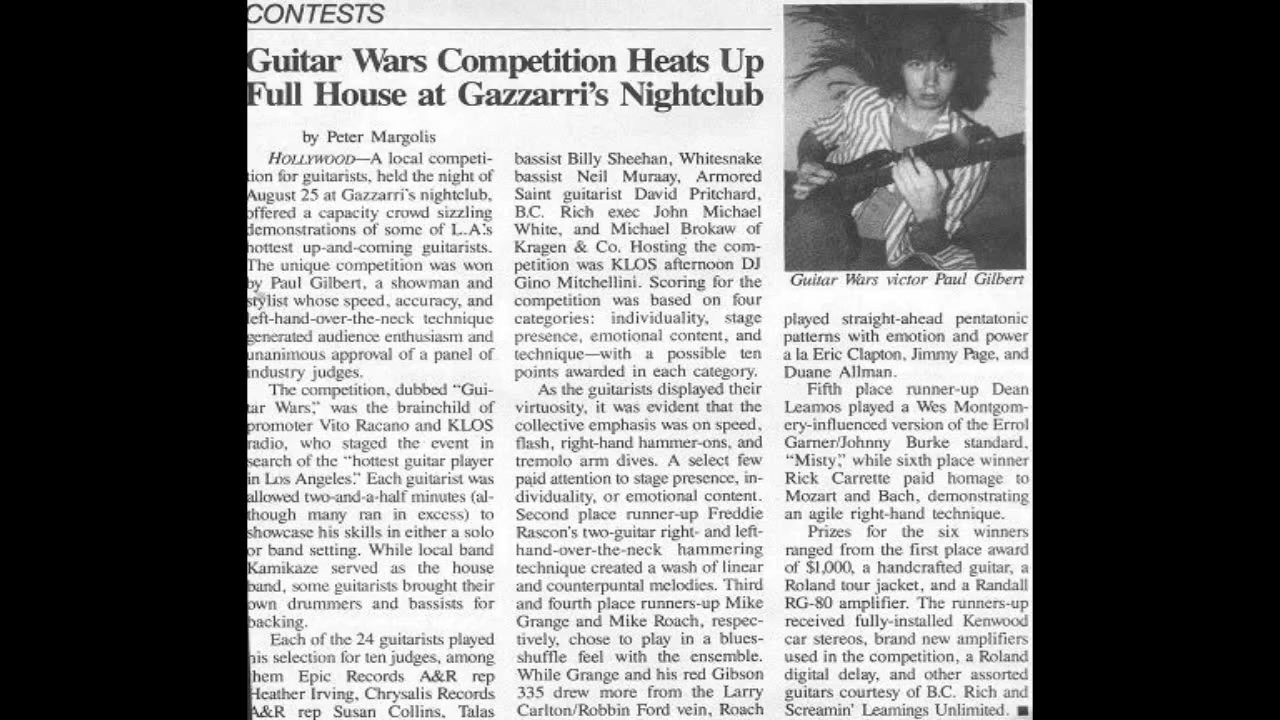 CONTESTS
Guitar Wars Competition Heats Up
Full House at Gazzarri's Nightclub
by Peter Margolis
HOLLYWOOD—A local competi-
tion for guitarists, held the night of
August 25 at Gazzarri's nightclub,
offered a capacity crowd sizzling
demonstrations of some of L.A.'s
hottest up-and-coming guitarists.
The unique competition was won
by Paul Gilbert, a showman and
stylist whose speed, accuracy, and
left-hand-over-the-neck technique
generated audience enthusiasm and
unanimous approval of a panel of
industry judges.
The competition, dubbed "Gui-
tar Wars," was the brainchild of
promoter Vito Racano and KLOS
radio, who staged the event in
search of the "hottest guitar player
in Los Angeles." Each guitarist was
allowed two-and-a-half minutes (al-
though many ran in excess) to
showcase his skills in either a solo
or band setting. While local band
Kamikaze served as the house
band, some guitarists brought their
own drummers and bassists for
backing.
Each of the 24 guitarists played
his selection for ten judges, among
them Epic Records A&R rep
Heather Irving, Chrysalis Records
A&R rep Susan Collins, Talas
bassist Billy Sheehan, Whitesnake
bassist Neil Muraay, Armored
Saint guitarist David Pritchard,
B.C. Rich exec John Michael
White, and Michael Brokaw of
Kragen & Co. Hosting the com-
petition was KLOS afternoon DJ
Gino Mitchellini. Scoring for the
competition was based on four
categories: individuality, stage
presence, emotional content, and
technique—with a possible ten
points awarded in each category.
As the guitarists displayed their
virtuosity, it was evident that the
collective emphasis was on speed,
flash, right-hand hammer-ons, and
tremolo arm dives. A select few
paid attention to stage presence, in-
dividuality, or emotional content.
Second place runner-up Freddie
Rascon's two-guitar right- and left-
hand-over-the-neck hammering
technique created a wash of linear
and counterpuntal melodies. Third
and fourth place runners-up Mike
Grange and Mike Roach, respec-
tively, chose to play in a blues-
shuffle feel with the ensemble.
While Grange and his red Gibson
335 drew more from the Larry
Carlton/Robbin Ford vein, Roach
Guitar Wars victor Paul Gilbert
played straight-ahead pentatonic
patterns with emotion and power
a la Eric Clapton, Jimmy Page, and
Duane Allman.
Fifth place runner-up Dean
Leamos played a Wes Montgom-
ery-influenced version of the Errol
Garner/Johnny Burke standard,
"Misty," while sixth place winner
Rick Carrette paid homage to
Mozart and Bach, demonstrating
an agile right-hand technique.
Prizes for the six winners
ranged from the first place award
of $1,000, a handcrafted guitar, a
Roland tour jacket, and a Randall
RG-80 amplifier. The runners-up
received fully-installed Kenwood
car stereos, brand new amplifiers
used in the competition, a Roland
digital delay, and other assorted
guitars courtesy of B.C. Rich and
Screamin' Leamings Unlimited. ■